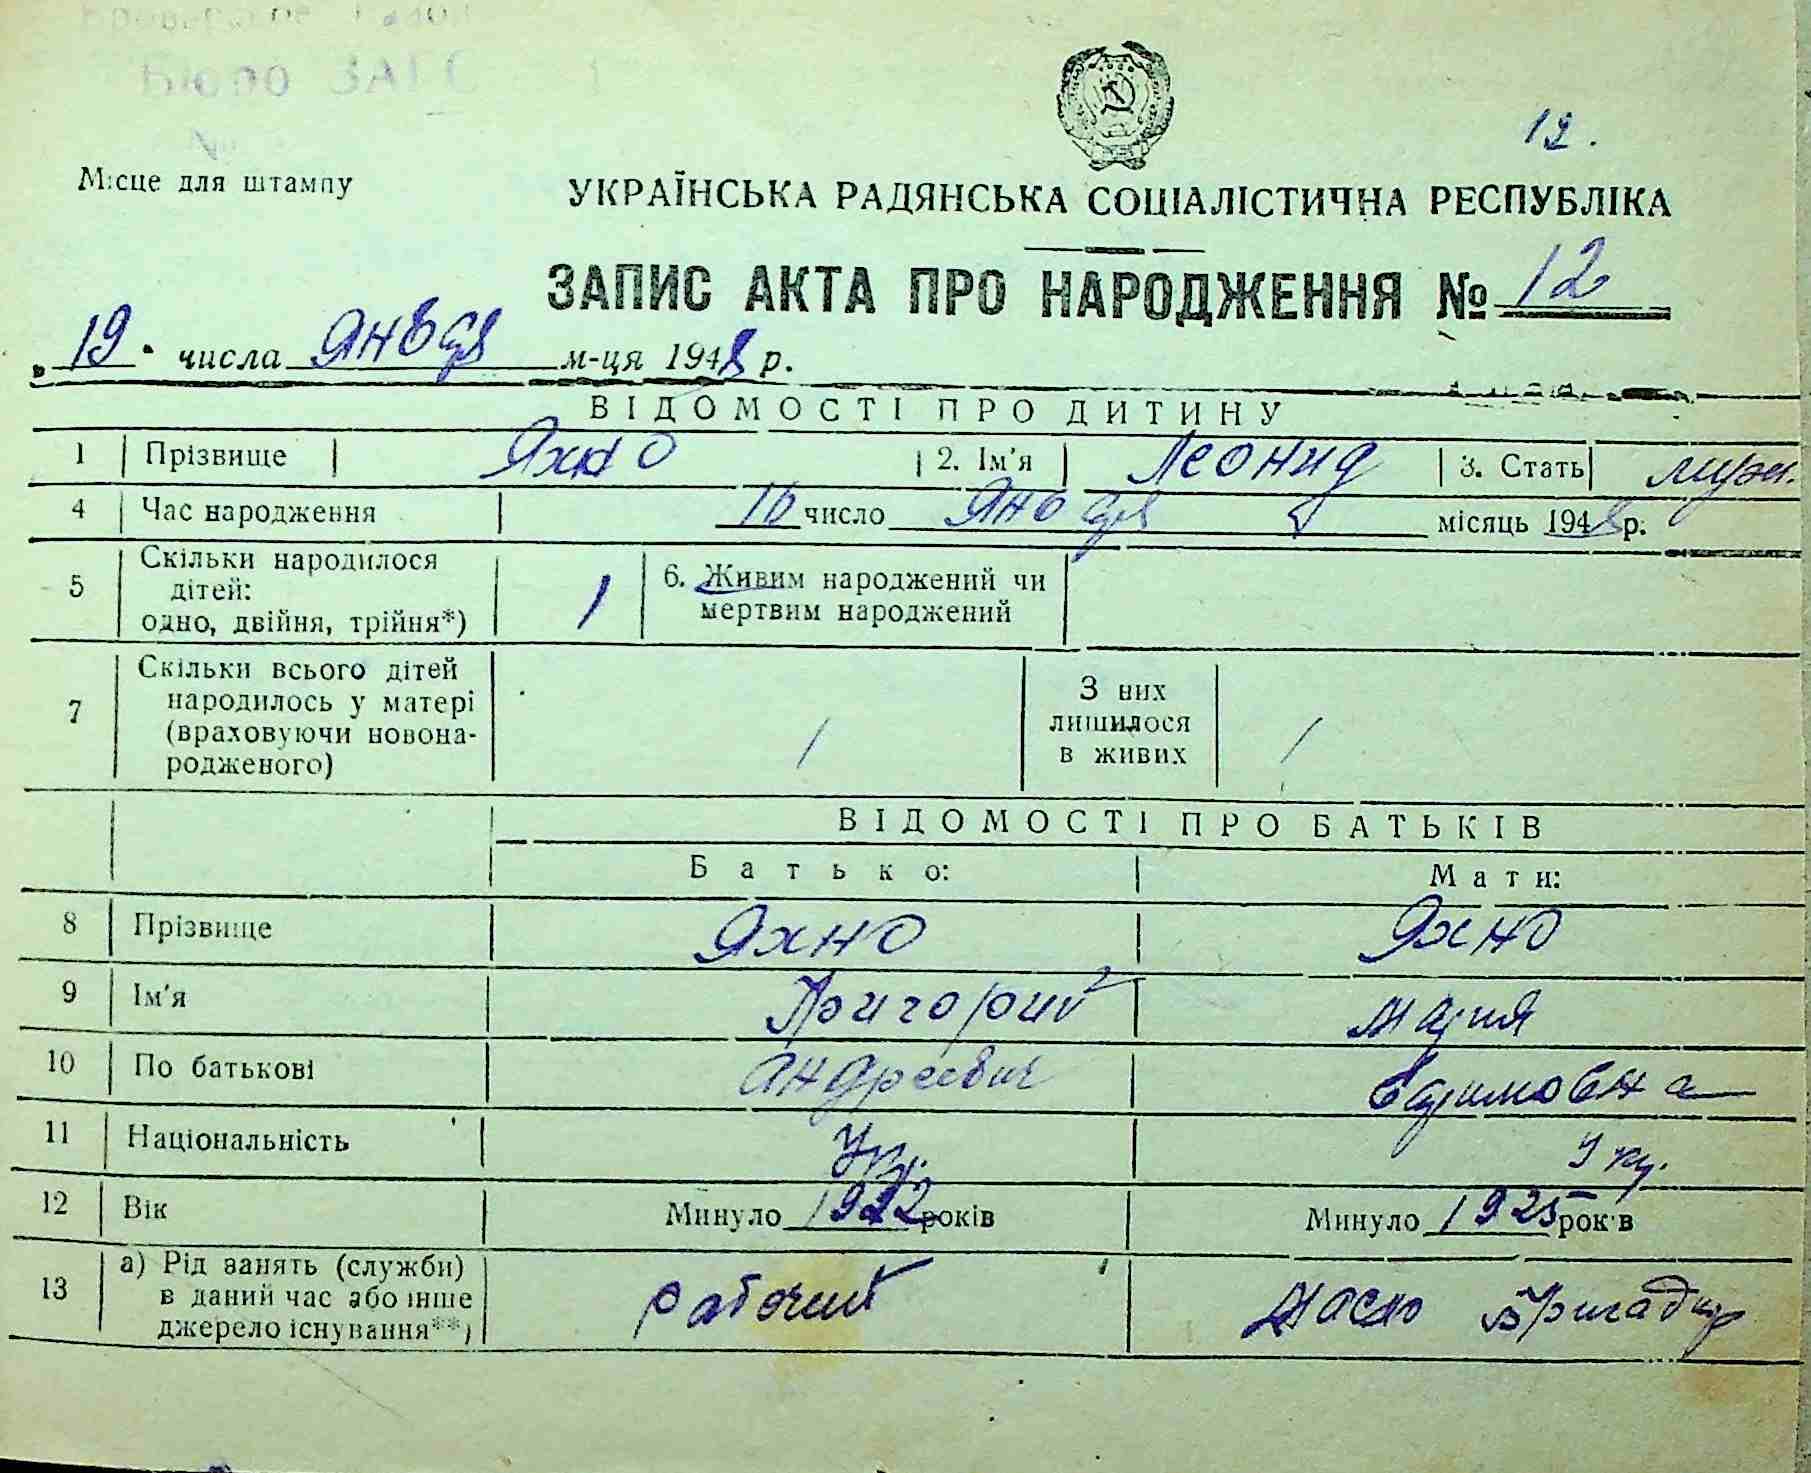 Бюро ЗАГС
12.
Місце для штампу
УКРАЇНСЬКА РАДЯНСЬКА СОЦІАЛІСТИЧНА РЕСПУБЛІКА
ЗАПИС АКТА ПРО НАРОДЖЕННЯ № 12
„ 19 " числа января м-ця 1948 р.
ВІДОМОСТІ ПРО ДИТИНУ
1 Прізвище Яхно 2. Ім'я Леонид 3. Стать муж.
4 Час народження 16 число января місяць 1948 р.
5 Скільки народилося
дітей:
одно, двійня, трійня*) 1
6. Живим народжений чи
мертвим народжений
7 Скільки всього дітей
народилось у матері
(враховуючи новона-
родженого) 1
З них
лишилося
в живих 1
ВІДОМОСТІ ПРО БАТЬКІВ
Батько: Мати:
8 Прізвище Яхно Яхно
9 Ім'я Григорий Мария
10 По батькові Андреевич
11 Національність Укр. Укр.
12 Вік Минуло 1922 років Минуло 1925 років
13 а) Рід занять (служби)
в даний час або інше
джерело існування**)
рабочий бригадир